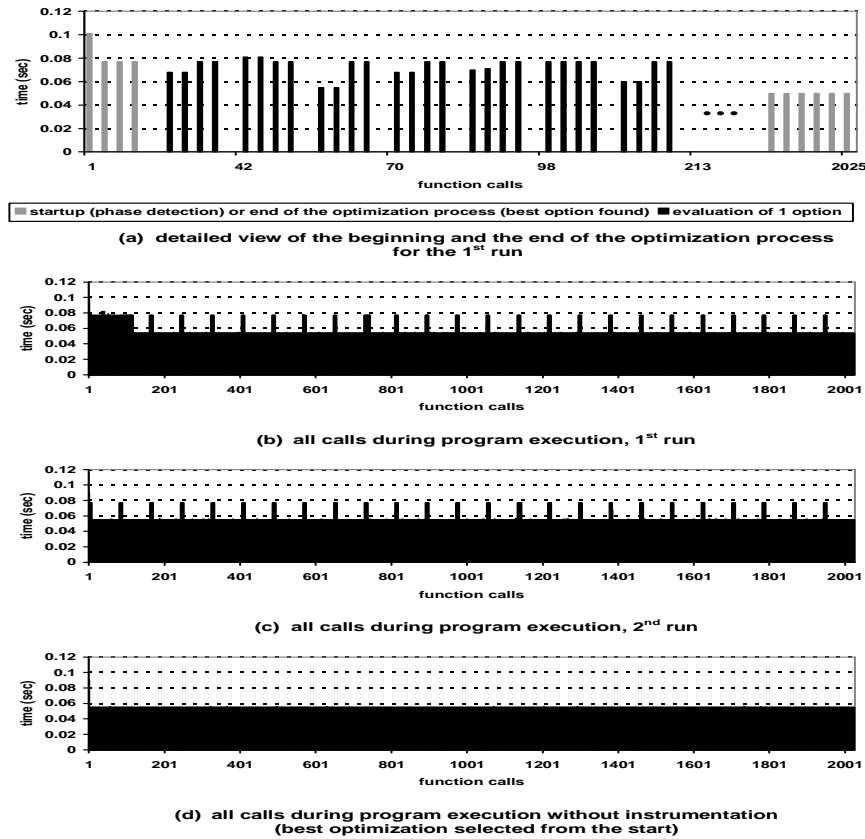 0.12
0.1
0.08
0.06
0.04
0.02
0
time (sec)
1 42 70 98 213 2025
function calls
startup (phase detection) or end of the optimization process (best option found) evaluation of 1 option
(a) detailed view of the beginning and the end of the optimization process
for the 1st run
0.12
0.1
0.08
0.06
0.04
0.02
0
time (sec)
1 201 401 601 801 1001 1201 1401 1601 1801 2001
function calls
(b) all calls during program execution, 1st run
0.12
0.1
0.08
0.06
0.04
0.02
0
time (sec)
1 201 401 601 801 1001 1201 1401 1601 1801 2001
function calls
(c) all calls during program execution, 2nd run
0.12
0.1
0.08
0.06
0.04
0.02
0
time (sec)
1 201 401 601 801 1001 1201 1401 1601 1801 2001
function calls
(d) all calls during program execution without instrumentation
(best optimization selected from the start)